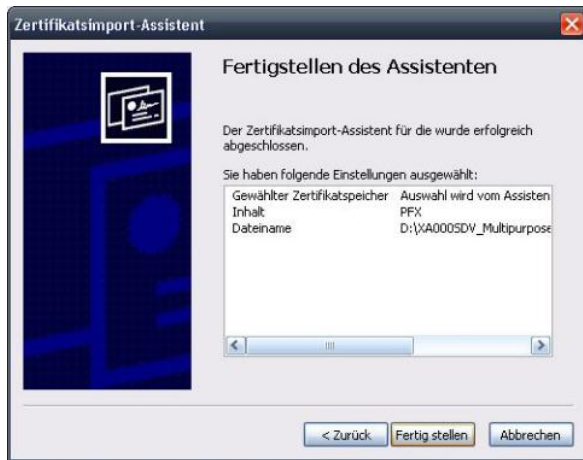 Zertifikatsimport-Assistent
Fertigstellen des Assistenten
Der Zertifikatsimport-Assistent für die wurde erfolgreich
abgeschlossen.
Sie haben folgende Einstellungen ausgewählt:
Gewählter Zertifikatspeicher Auswahl wird vom Assisten
Inhalt PFX
Dateiname D:\XA000SDV_Multipurpose
< Zurück Fertig stellen Abbrechen